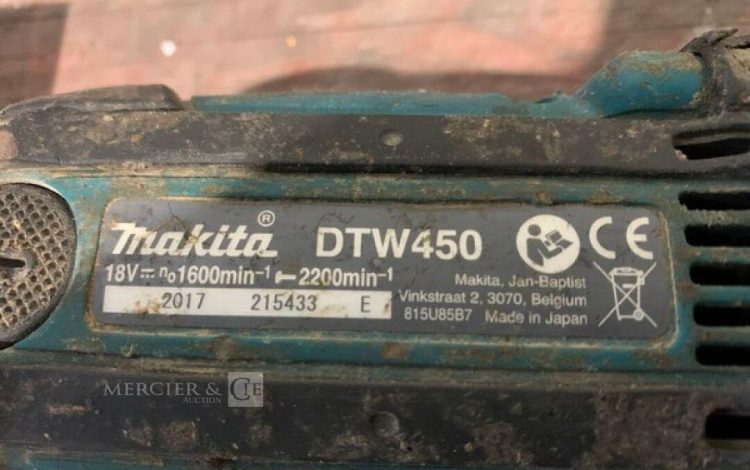 makita® DTW450
18V n₀1600min⁻¹ 2200min⁻¹
2017 215433 E
Makita, Jan-Baptist
Vinkstraat 2, 3070, Belgium
815U85B7 Made in Japan
CE
MERCIER & CIE
AUCTION